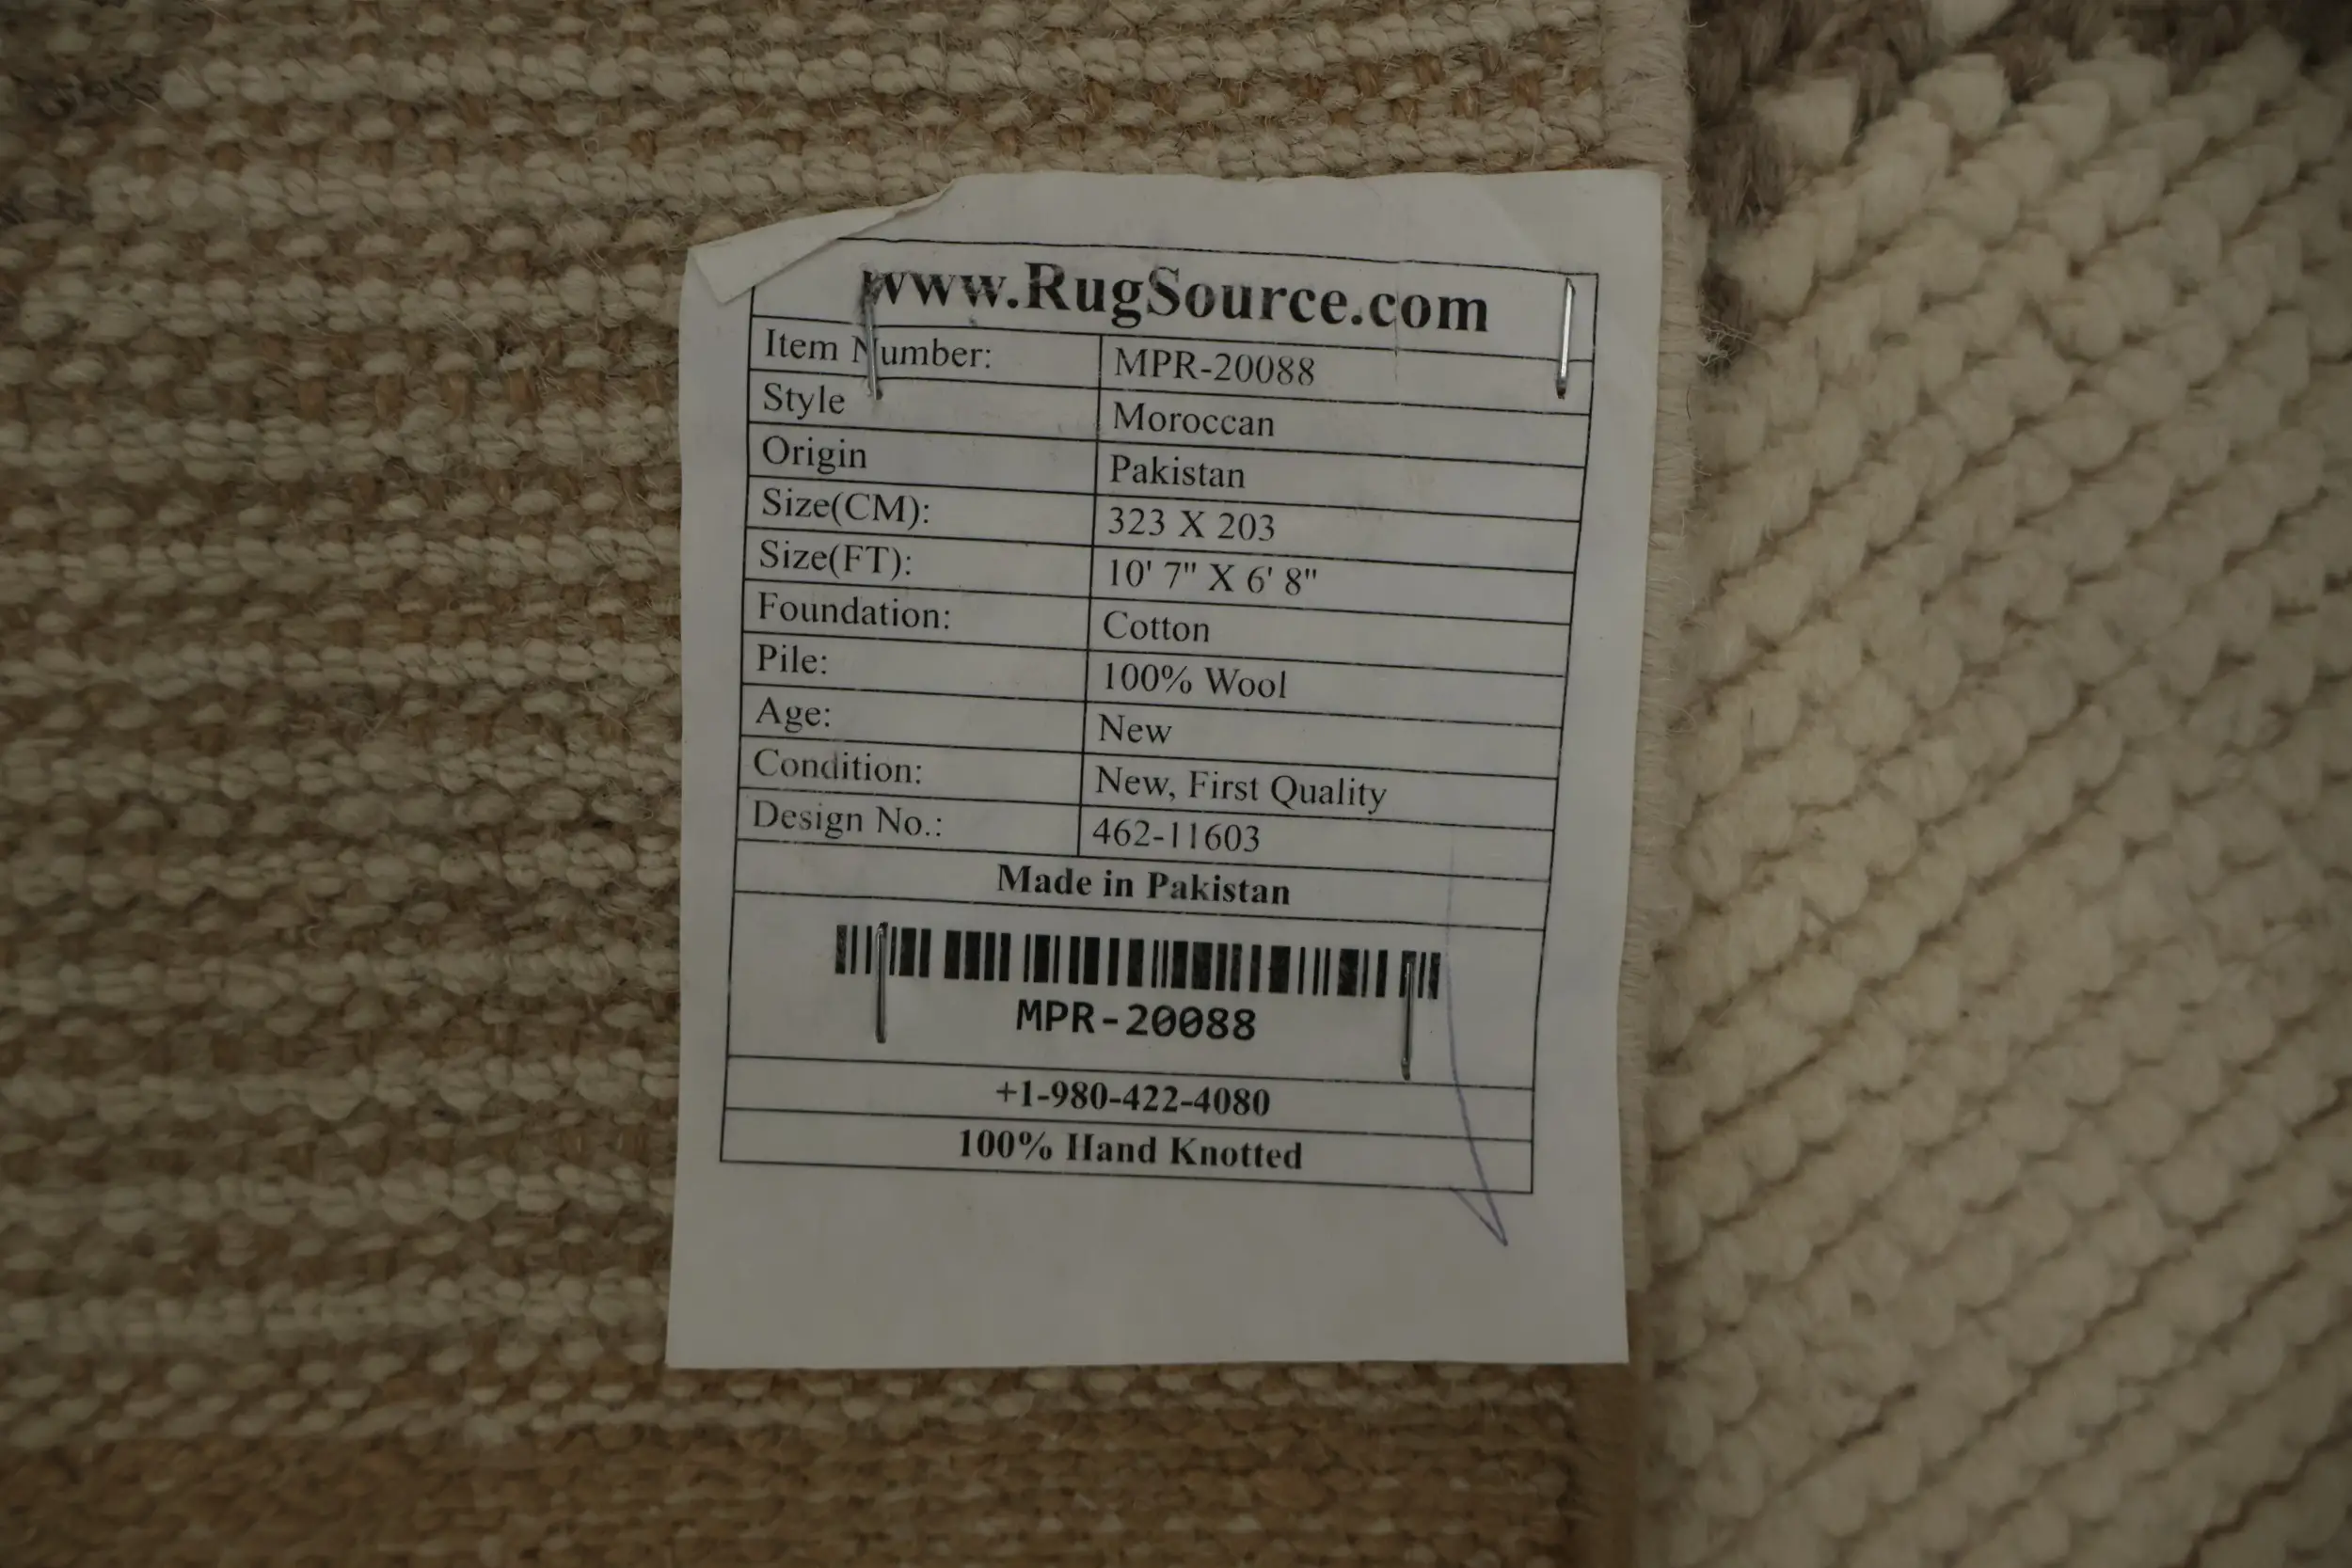 www.RugSource.com
Item Number: MPR-20088
Style Moroccan
Origin Pakistan
Size(CM): 323 X 203
Size(FT): 10' 7" X 6' 8"
Foundation: Cotton
Pile: 100% Wool
Age: New
Condition: New, First Quality
Design No.: 462-11603
Made in Pakistan
MPR-20088
+1-980-422-4080
100% Hand Knotted